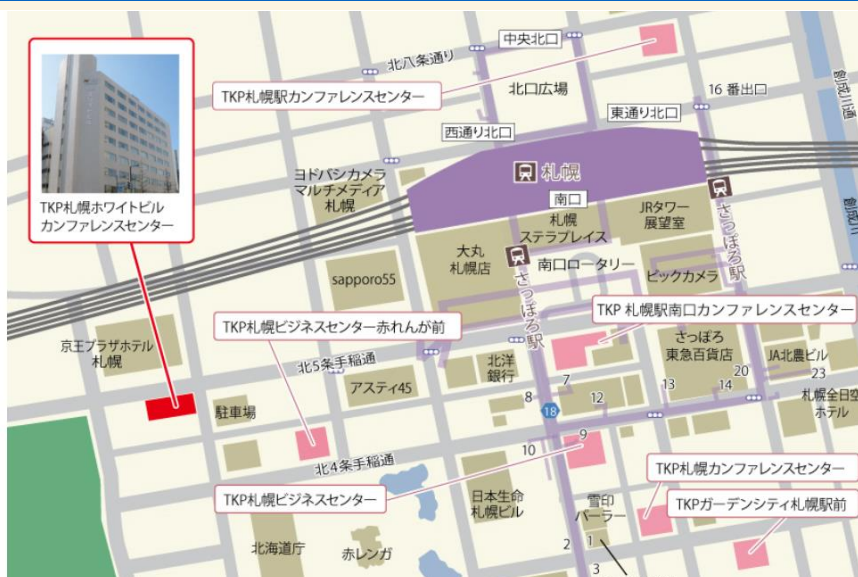 中央北口
北八条通り
TKP札幌駅カンファレンスセンター
北口広場
16 番出口
創成川通
西通り北口
東通り北口
TKP札幌ホワイトビル
カンファレンスセンター
ヨドバシカメラ
マルチメディア
札幌
札幌
南口
札幌
ステラプレイス
JRタワー
展望室
さっぽろ駅
創成川
大丸
札幌店
さっぽろ駅
南口ロータリー
ビックカメラ
sapporo55
TKP 札幌駅南口カンファレンスセンター
TKP札幌ビジネスセンター赤れんが前
京王プラザホテル
札幌
北5条手稲通
北洋
銀行
さっぽろ
東急百貨店
JA北農ビル
アスティ45
駐車場
7
8
12
13
14
20
23
札幌全日空
ホテル
18
9
10
北4条手稲通
TKP札幌カンファレンスセンター
TKP札幌ビジネスセンター
日本生命
札幌ビル
雪印
パーラー
TKPガーデンシティ札幌駅前
北海道庁
赤レンガ
1
2
3